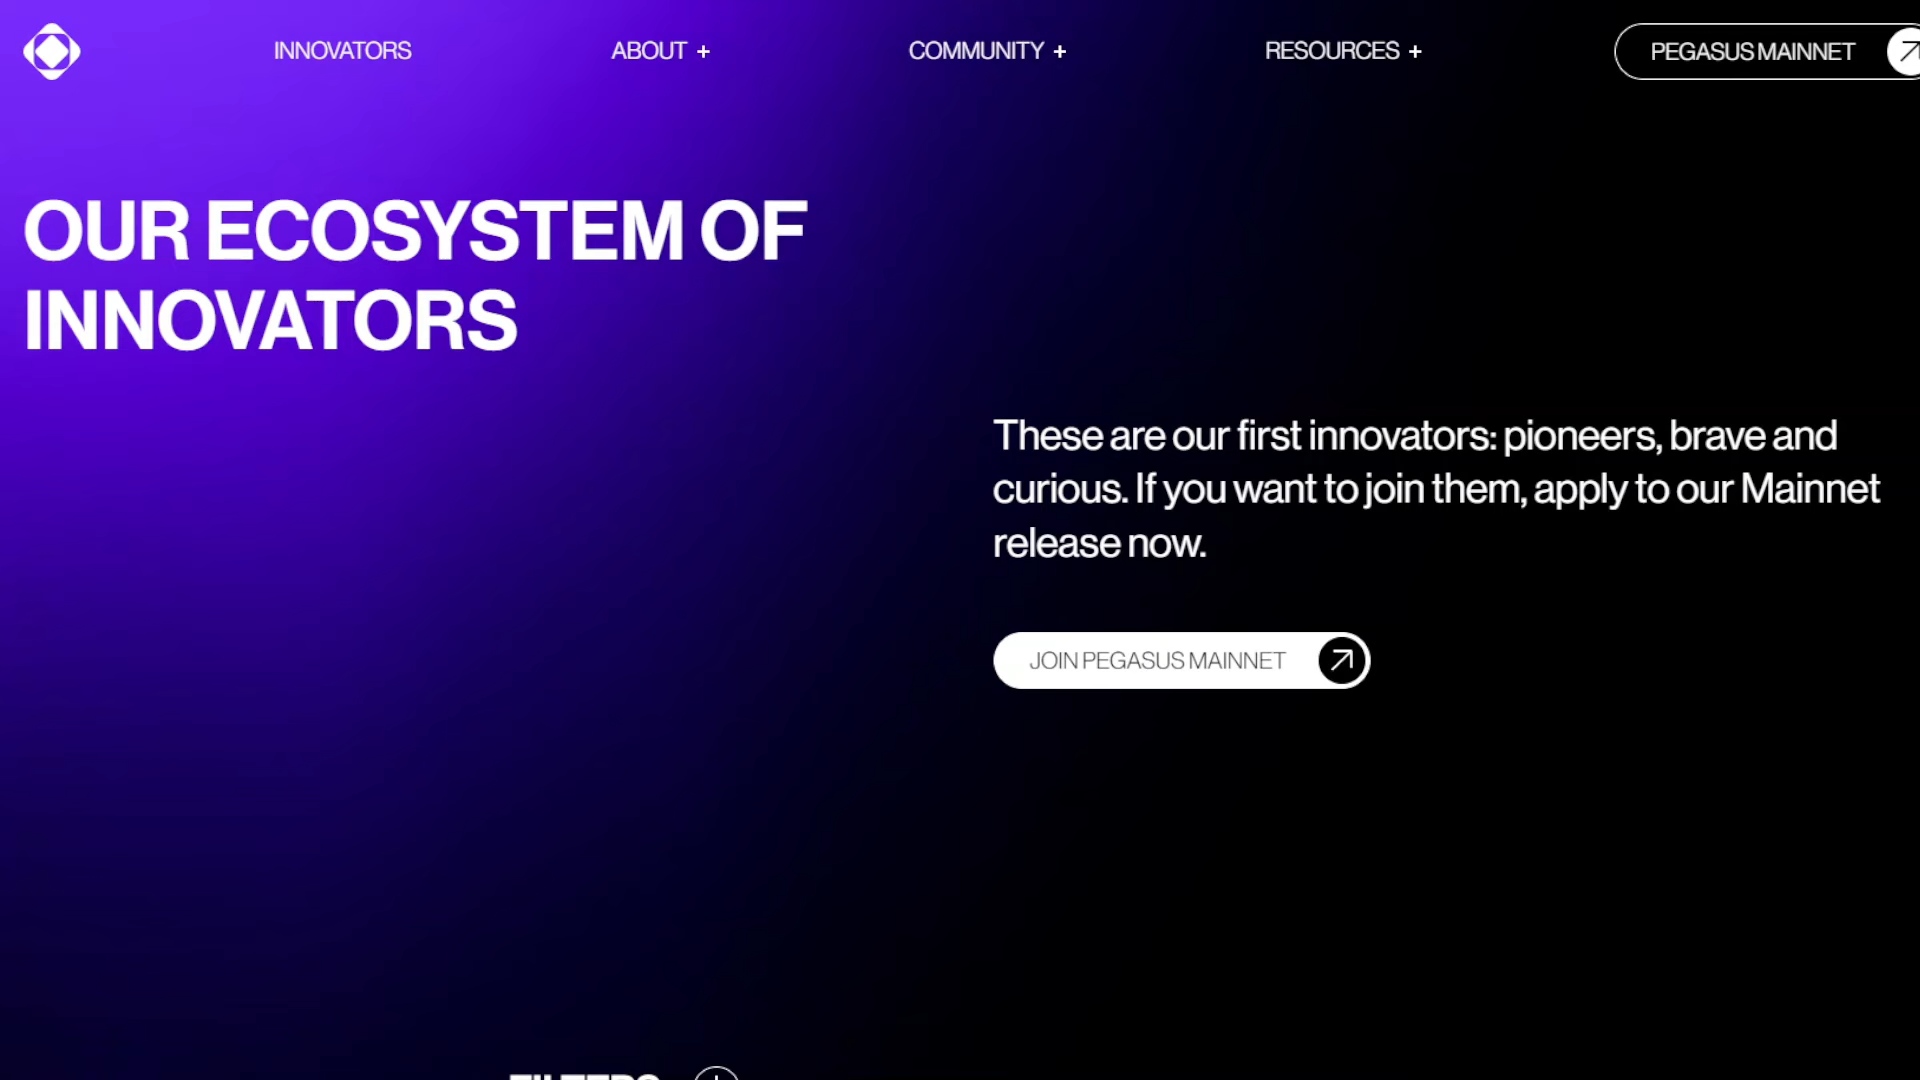 INNOVATORS
ABOUT +
COMMUNITY +
RESOURCES +
PEGASUS MAINNET
OUR ECOSYSTEM OF
INNOVATORS
These are our first innovators: pioneers, brave and
curious. If you want to join them, apply to our Mainnet
release now.
JOIN PEGASUS MAINNET